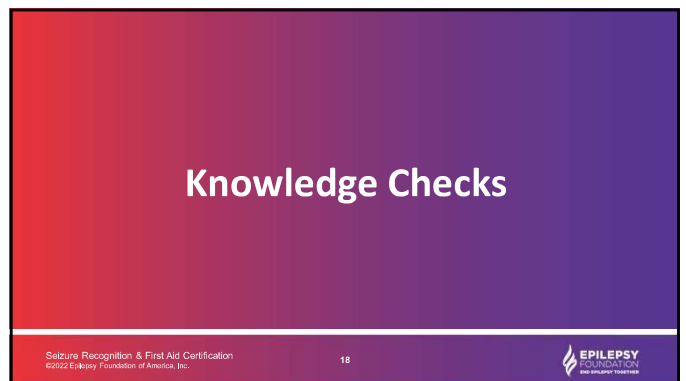 Knowledge Checks
Seizure Recognition & First Aid Certification
©2022 Epilepsy Foundation of America, Inc.
18
EPILEPSY
FOUNDATION
END EPILEPSY TOGETHER